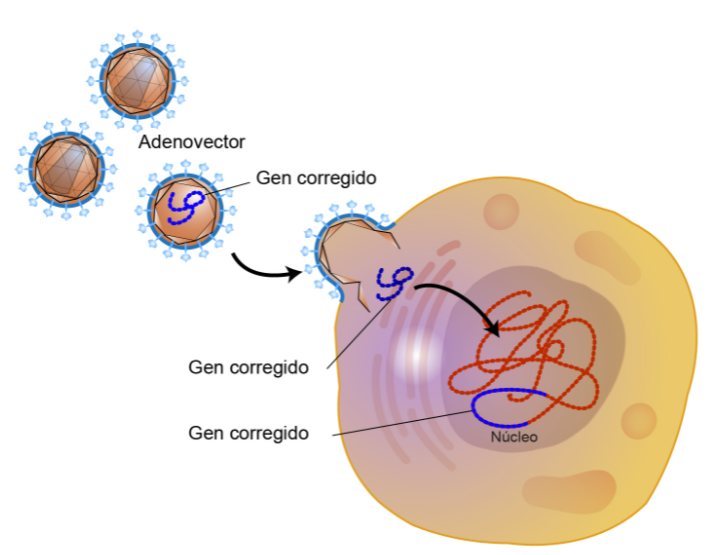 Adenovector
Gen corregido
Gen corregido
Gen corregido
Núcleo